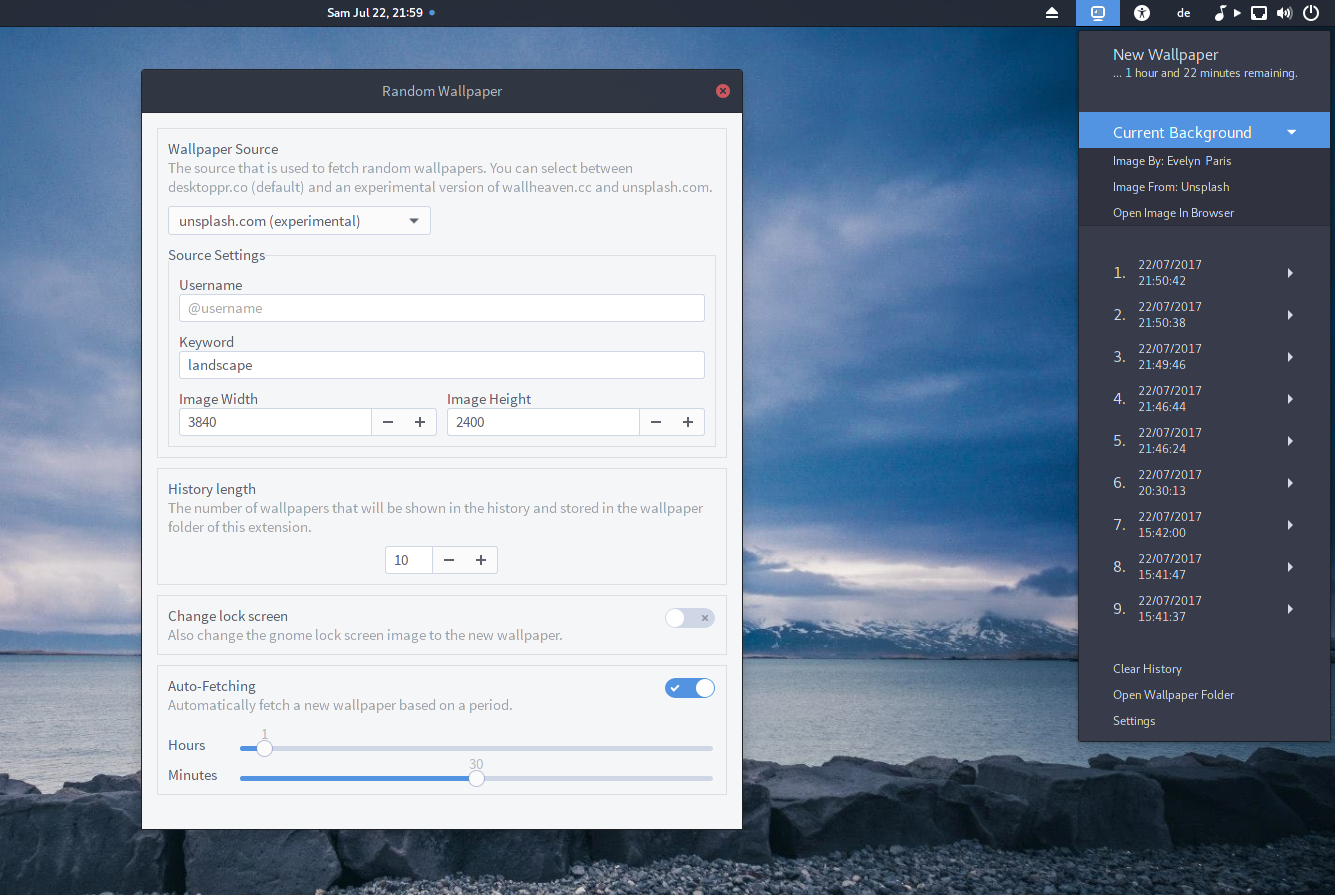 Sam Jul 22, 21:59
de
Random Wallpaper
Wallpaper Source
The source that is used to fetch random wallpapers. You can select between
desktoppr.co (default) and an experimental version of wallheaven.cc and unsplash.com.
unsplash.com (experimental)
Source Settings
Username
@username
Keyword
landscape
Image Width
Image Height
3840
2400
History length
The number of wallpapers that will be shown in the history and stored in the wallpaper
folder of this extension.
10
Change lock screen
Also change the gnome lock screen image to the new wallpaper.
Auto-Fetching
Automatically fetch a new wallpaper based on a period.
Hours
1
Minutes
30
New Wallpaper
... 1 hour and 22 minutes remaining.
Current Background
Image By: Evelyn Paris
Image From: Unsplash
Open Image In Browser
1. 22/07/2017
21:50:42
2. 22/07/2017
21:50:38
3. 22/07/2017
21:49:46
4. 22/07/2017
21:46:44
5. 22/07/2017
21:46:24
6. 22/07/2017
20:30:13
7. 22/07/2017
15:42:00
8. 22/07/2017
15:41:47
9. 22/07/2017
15:41:37
Clear History
Open Wallpaper Folder
Settings